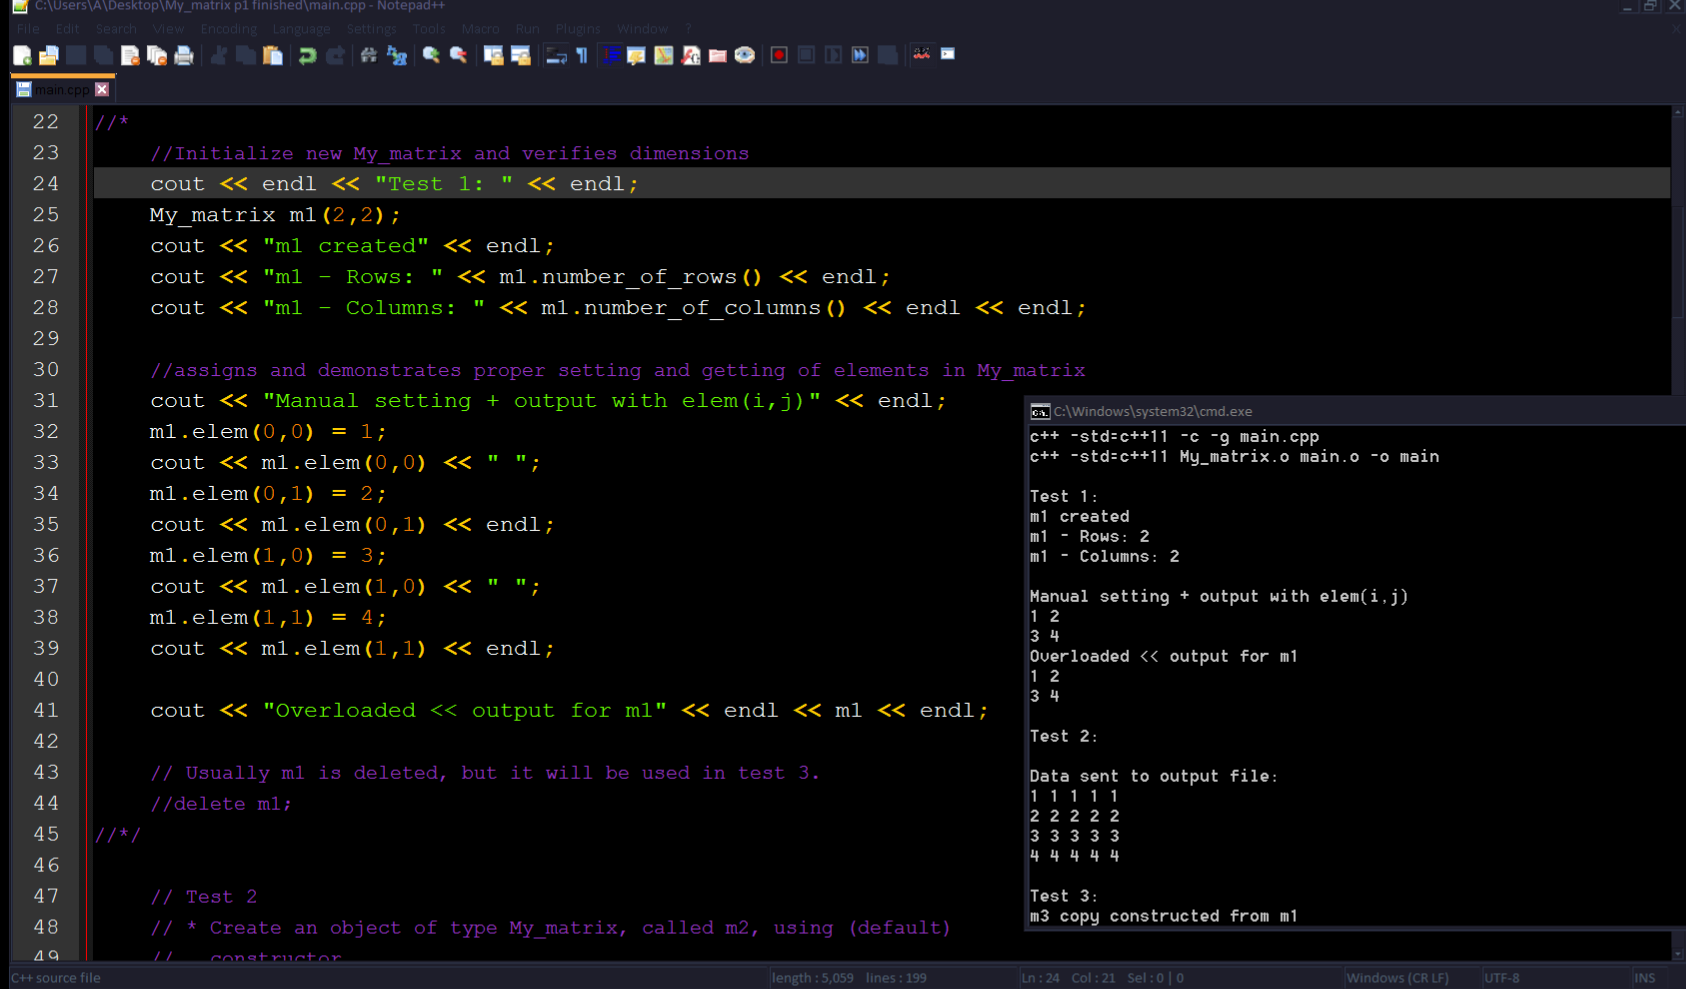 C:\Users\A\Desktop\My_matrix p1 finished\main.cpp - Notepad++
File Edit Search View Encoding Language Settings Tools Macro Run Plugins Window ?
main.cpp
22 //*
23 //Initialize new My_matrix and verifies dimensions
24 cout << endl << "Test 1: " << endl;
25 My_matrix m1(2,2);
26 cout << "m1 created" << endl;
27 cout << "m1 - Rows: " << m1.number_of_rows() << endl;
28 cout << "m1 - Columns: " << m1.number_of_columns() << endl << endl;
29
30 //assigns and demonstrates proper setting and getting of elements in My_matrix
31 cout << "Manual setting + output with elem(i,j)" << endl;
32 m1.elem(0,0) = 1;
33 cout << m1.elem(0,0) << " ";
34 m1.elem(0,1) = 2;
35 cout << m1.elem(0,1) << endl;
36 m1.elem(1,0) = 3;
37 cout << m1.elem(1,0) << " ";
38 m1.elem(1,1) = 4;
39 cout << m1.elem(1,1) << endl;
40
41 cout << "Overloaded << output for m1" << endl << m1 << endl;
42
43 // Usually m1 is deleted, but it will be used in test 3.
44 //delete m1;
45 //*/
46
47 // Test 2
48 // * Create an object of type My_matrix, called m2, using (default)
49 // constructor
C:\Windows\system32\cmd.exe
c++ -std=c++11 -c -g main.cpp
c++ -std=c++11 My_matrix.o main.o -o main
Test 1:
m1 created
m1 - Rows: 2
m1 - Columns: 2
Manual setting + output with elem(i,j)
1 2
3 4
Overloaded << output for m1
1 2
3 4
Test 2:
Data sent to output file:
1 1 1 1 1
2 2 2 2 2
3 3 3 3 3
4 4 4 4 4
Test 3:
m3 copy constructed from m1
C++ source file length : 5,059 lines : 199 Ln : 24 Col : 21 Sel : 0 | 0 Windows (CR LF) UTF-8 INS